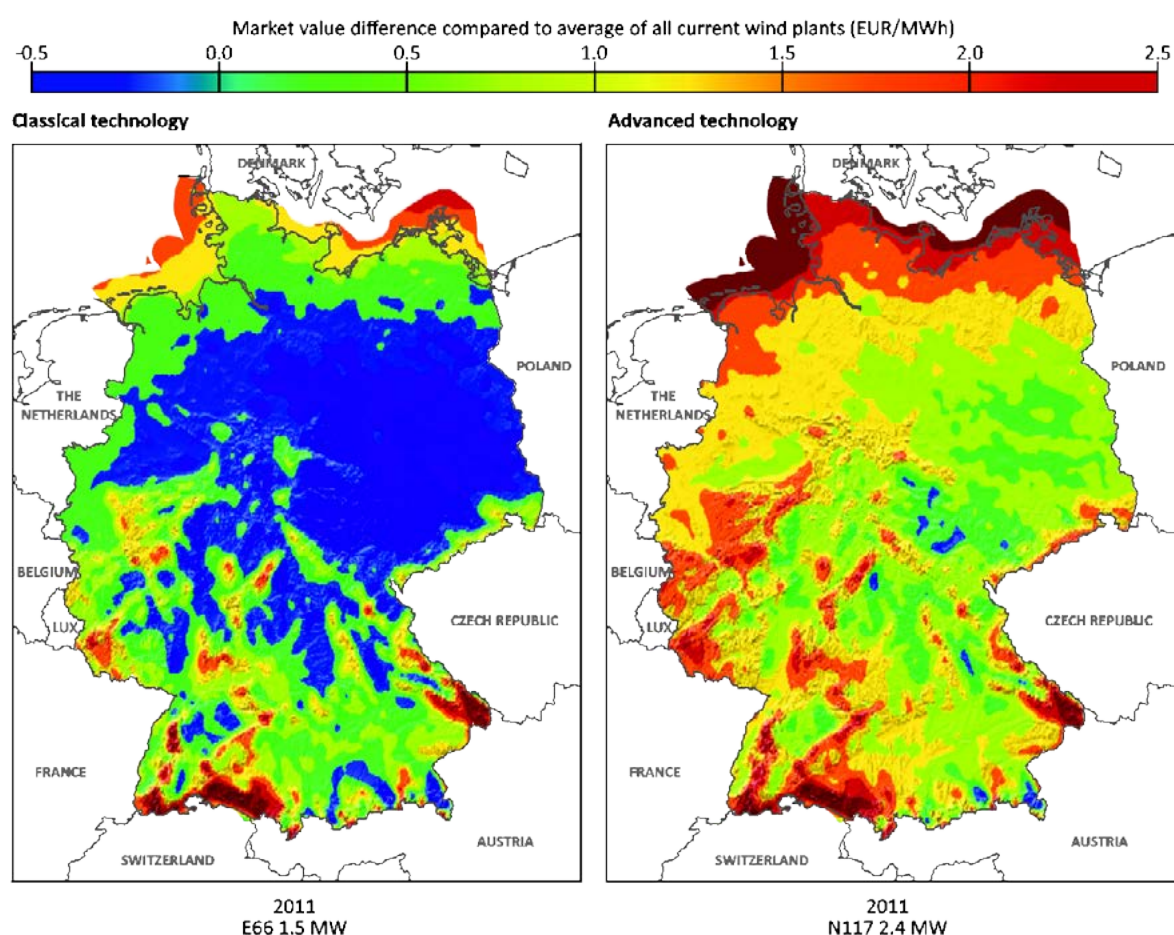 Market value difference compared to average of all current wind plants (EUR/MWh)
-0.5 0.0 0.5 1.0 1.5 2.0 2.5
Classical technology
Advanced technology
DENMARK
POLAND
THE
NETHERLANDS
BELGIUM
LUX
CZECH REPUBLIC
FRANCE
SWITZERLAND
AUSTRIA
2011
E66 1.5 MW
DENMARK
POLAND
THE
NETHERLANDS
BELGIUM
LUX
CZECH REPUBLIC
FRANCE
SWITZERLAND
AUSTRIA
2011
N117 2.4 MW